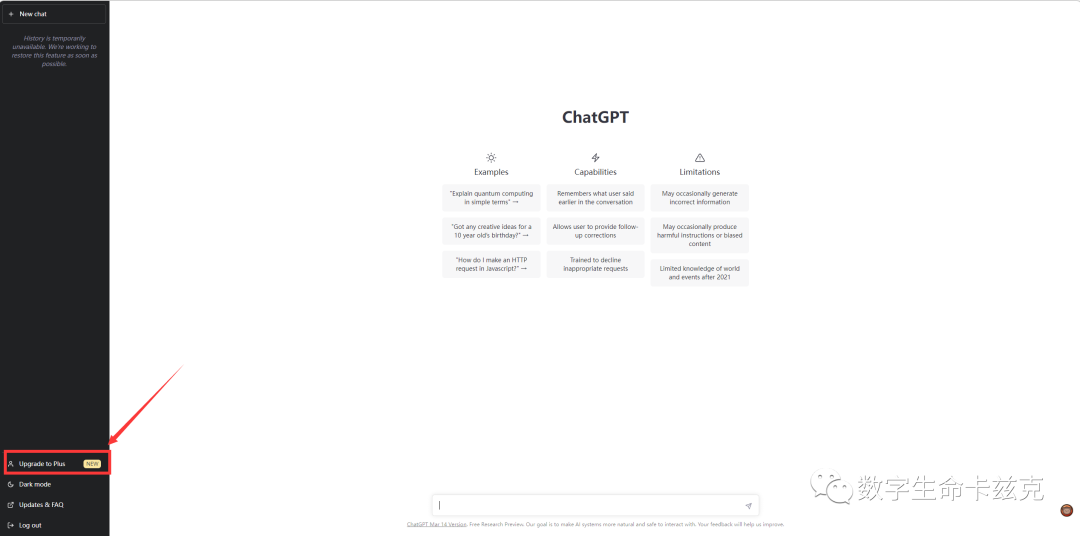 New chat
History is temporarily
unavailable. We're working to
restore this feature as soon as
possible.
ChatGPT
Examples
"Explain quantum computing
in simple terms" →
"Got any creative ideas for a
10 year old's birthday?" →
"How do I make an HTTP
request in Javascript?" →
Capabilities
Remembers what user said
earlier in the conversation
Allows user to provide follow-
up corrections
Trained to decline
inappropriate requests
Limitations
May occasionally generate
incorrect information
May occasionally produce
harmful instructions or biased
content
Limited knowledge of world
and events after 2021
Upgrade to Plus NEW
Dark mode
Updates & FAQ
Log out
ChatGPT Mar 14 Version. Free Research Preview. Our goal is to make AI systems more natural and safe to interact with. Your feedback will help us improve.
数字生命卡兹克